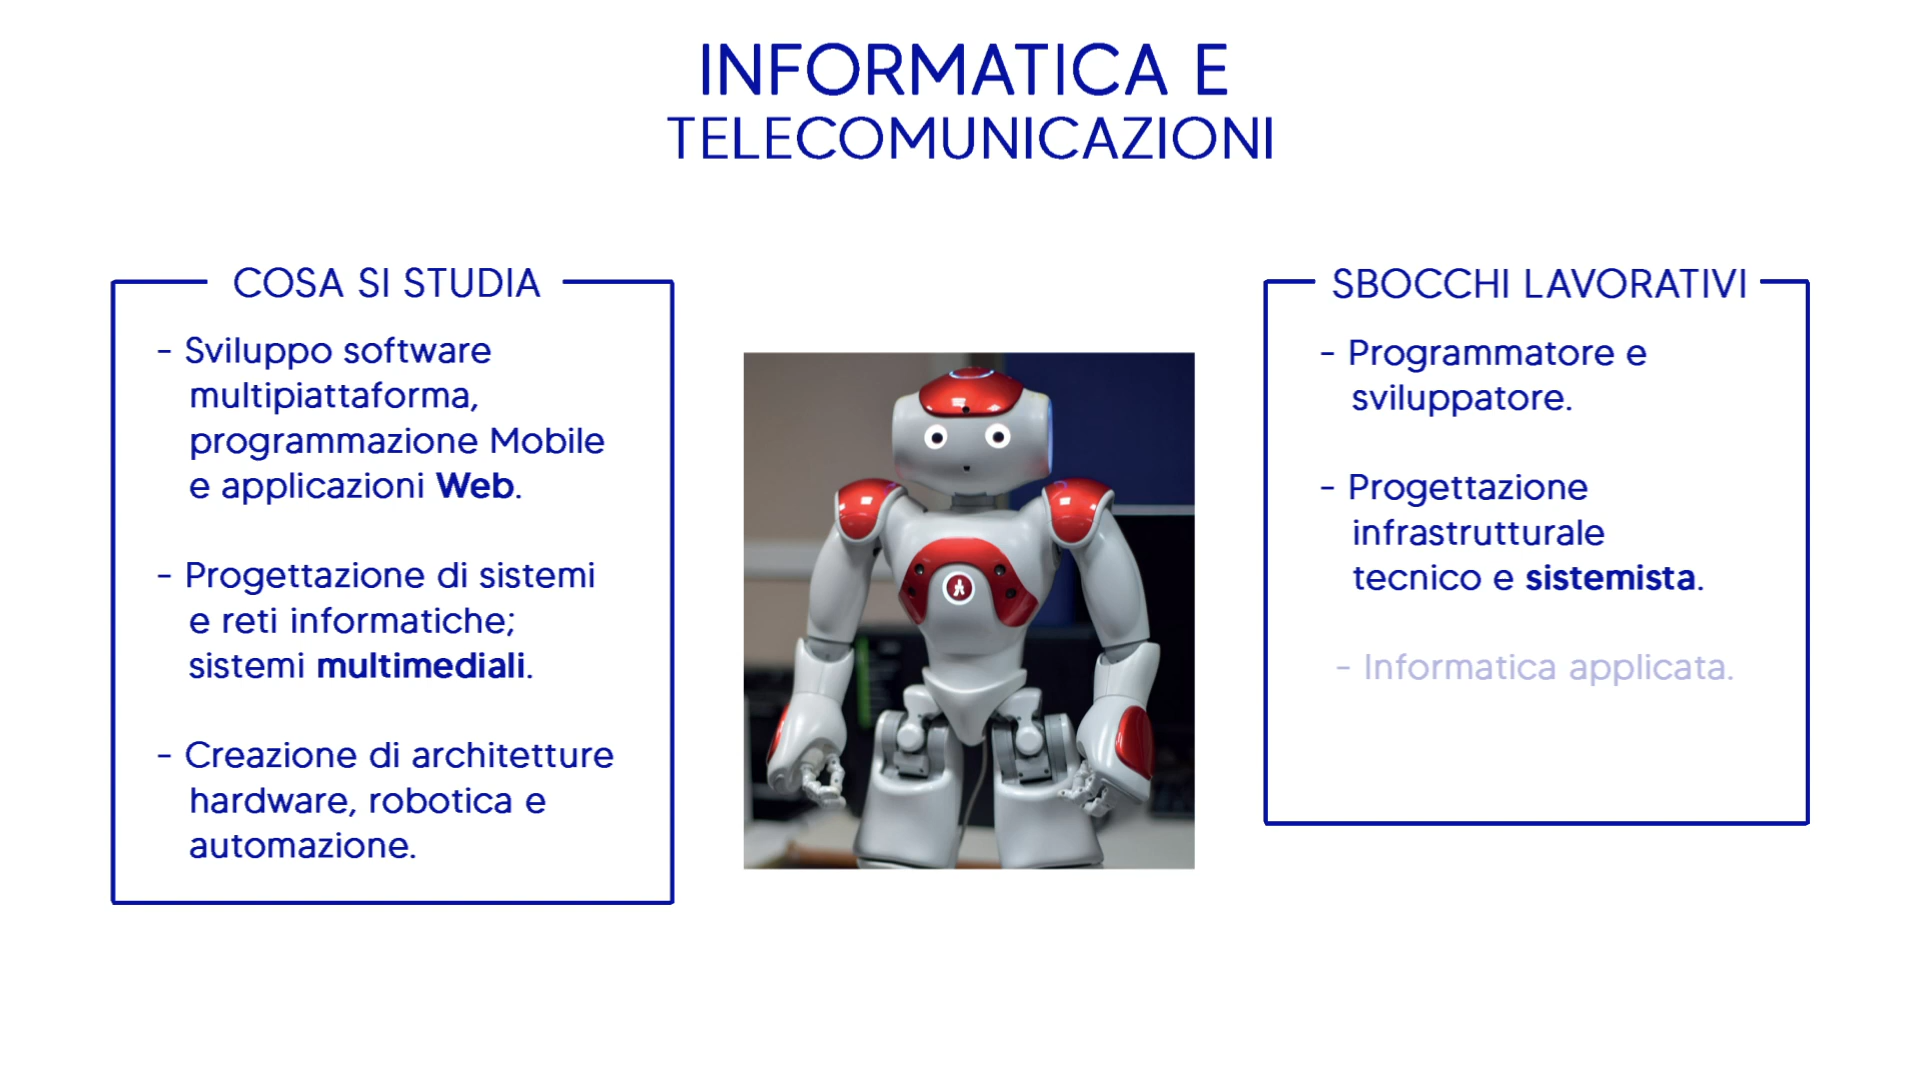 INFORMATICA E
TELECOMUNICAZIONI
COSA SI STUDIA
- Sviluppo software
multipiattaforma,
programmazione Mobile
e applicazioni Web.
- Progettazione di sistemi
e reti informatiche;
sistemi multimediali.
- Creazione di architetture
hardware, robotica e
automazione.
SBOCCHI LAVORATIVI
- Programmatore e
sviluppatore.
- Progettazione
infrastrutturale
tecnico e sistemista.
- Informatica applicata.